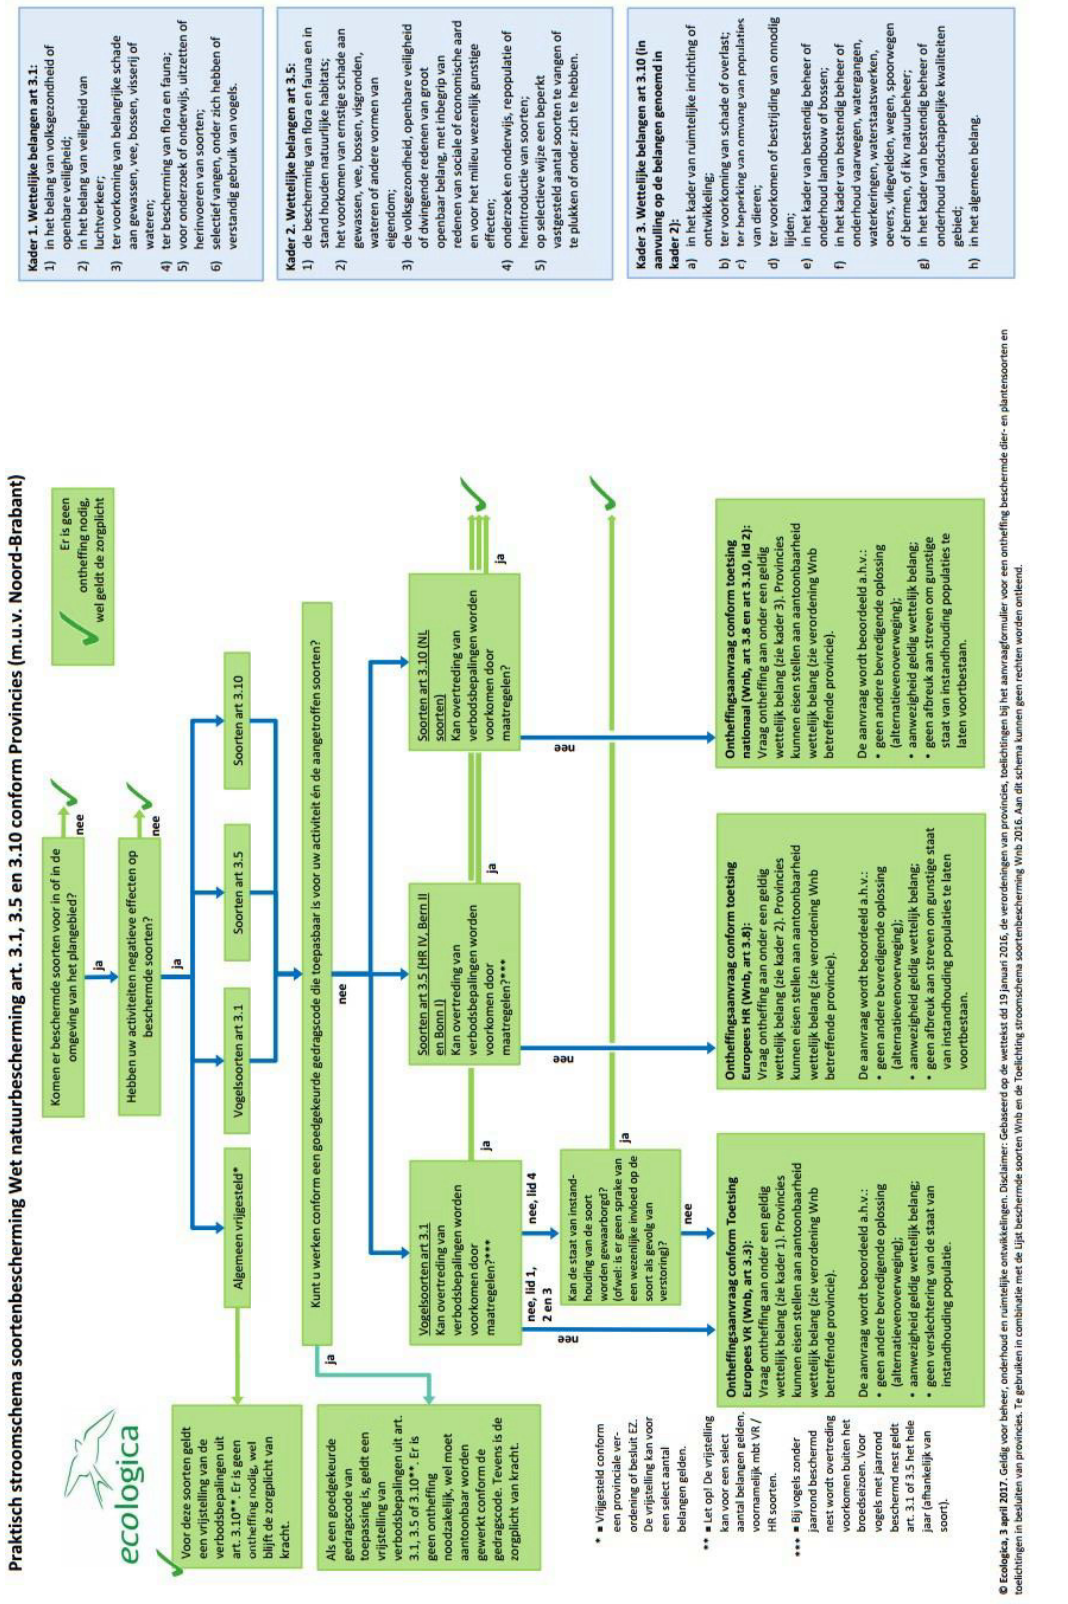 Praktisch stroomschema soortenbescherming Wet natuurbescherming art. 3.1, 3.5 en 3.10 conform Provincies (m.u.v. Noord-Brabant)
ecologica
Komen er beschermde soorten voor in of in de
omgeving van het plangebied?
nee
ja
Er is geen
ontheffing nodig,
wel geldt de zorgplicht
Hebben uw activiteiten negatieve effecten op
beschermde soorten?
nee
ja
Algemeen vrijgesteld*
Vogelsoorten art 3.1
Soorten art 3.5
Soorten art 3.10
Voor deze soorten geldt
een vrijstelling van de
verbodsbepalingen uit
art. 3.10**. Er is geen
ontheffing nodig, wel
blijft de zorgplicht van
kracht.
Kunt u werken conform een goedgekeurde gedragscode die toepasbaar is voor uw activiteit én de aangetroffen soorten?
ja
nee
Als een goedgekeurde
gedragscode van
toepassing is, geldt een
vrijstelling van
verbodsbepalingen uit art.
3.1, 3.5 of 3.10**. Er is
geen ontheffing
noodzakelijk, wel moet
aantoonbaar worden
gewerkt conform de
gedragscode. Tevens is de
zorgplicht van kracht.
Vogelsoorten art 3.1
Kan overtreding van
verbodsbepalingen worden
voorkomen door
maatregelen?***
ja
nee, lid 1,
2 en 3
nee, lid 4
nee
Soorten art 3.5 (HR IV, Bern II
en Bonn I)
Kan overtreding van
verbodsbepalingen worden
voorkomen door
maatregelen?***
ja
nee
Soorten art 3.10 (NL
soorten)
Kan overtreding van
verbodsbepalingen worden
voorkomen door
maatregelen?
ja
nee
Kan de staat van instand-
houding van de soort
worden gewaarborgd?
(ofwel: is er geen sprake van
een wezenlijke invloed op de
soort als gevolg van
verstoring)?
ja
nee
Ontheffingsaanvraag conform Toetsing
Europees VR (Wnb, art 3.3):
Vraag ontheffing aan onder een geldig
wettelijk belang (zie kader 1). Provincies
kunnen eisen stellen aan aantoonbaarheid
wettelijk belang (zie verordening Wnb
betreffende provincie).
De aanvraag wordt beoordeeld a.h.v.:
• geen andere bevredigende oplossing
(alternatievenoverweging);
• aanwezigheid geldig wettelijk belang;
• geen verslechtering van de staat van
instandhouding populatie.
Ontheffingsaanvraag conform toetsing
Europees HR (Wnb, art 3.8):
Vraag ontheffing aan onder een geldig
wettelijk belang (zie kader 2). Provincies
kunnen eisen stellen aan aantoonbaarheid
wettelijk belang (zie verordening Wnb
betreffende provincie).
De aanvraag wordt beoordeeld a.h.v.:
• geen andere bevredigende oplossing
(alternatievenoverweging);
• aanwezigheid geldig wettelijk belang;
• geen afbreuk aan streven om gunstige staat
van instandhouding populaties te laten
voortbestaan.
Ontheffingsaanvraag conform toetsing
nationaal (Wnb, art 3.8 en art 3.10, lid 2):
Vraag ontheffing aan onder een geldig
wettelijk belang (zie kader 3). Provincies
kunnen eisen stellen aan aantoonbaarheid
wettelijk belang (zie verordening Wnb
betreffende provincie).
De aanvraag wordt beoordeeld a.h.v.:
• geen andere bevredigende oplossing
(alternatievenoverweging);
• aanwezigheid geldig wettelijk belang;
• geen afbreuk aan streven om gunstige
staat van instandhouding populaties te
laten voortbestaan.
* = Vrijgesteld conform
een provinciale ver-
ordening of besluit EZ.
De vrijstelling kan voor
een select aantal
belangen gelden.
** = Let op! De vrijstelling
kan voor een select
aantal belangen gelden,
voornamelijk mbt VR /
HR soorten.
*** = Bij vogels zonder
jaarrond beschermd
nest wordt overtreding
voorkomen buiten het
broedseizoen. Voor
vogels met jaarrond
beschermd nest geldt
art. 3.1 of 3.5 het hele
jaar (afhankelijk van
soort).
Kader 1. Wettelijke belangen art 3.1:
1) in het belang van volksgezondheid of
openbare veiligheid;
2) in het belang van veiligheid van
luchtverkeer;
3) ter voorkoming van belangrijke schade
aan gewassen, vee, bossen, visserij of
wateren;
4) ter bescherming van flora en fauna;
5) voor onderzoek of onderwijs, uitzetten of
herinvoeren van soorten;
6) selectief vangen, onder zich hebben of
verstandig gebruik van vogels.
Kader 2. Wettelijke belangen art 3.5:
1) de bescherming van flora en fauna en in
stand houden natuurlijke habitats;
2) het voorkomen van ernstige schade aan
gewassen, vee, bossen, visgronden,
wateren of andere vormen van
eigendom;
3) de volksgezondheid, openbare veiligheid
of dwingende redenen van groot
openbaar belang, met inbegrip van
redenen van sociale of economische aard
en voor het milieu wezenlijk gunstige
effecten;
4) onderzoek en onderwijs, repopulatie of
herintroductie van soorten;
5) op selectieve wijze een beperkt
vastgesteld aantal soorten te vangen of
te plukken of onder zich te hebben.
Kader 3. Wettelijke belangen art 3.10 (in
aanvulling op de belangen genoemd in
kader 2):
a) in het kader van ruimtelijke inrichting of
ontwikkeling;
b) ter voorkoming van schade of overlast;
c) ter beperking van omvang van populaties
van dieren;
d) ter voorkomen of bestrijding van onnodig
lijden;
e) in het kader van bestendig beheer of
onderhoud landbouw of bossen;
f) in het kader van bestendig beheer of
onderhoud vaarwegen, watergangen,
waterkeringen, waterstaatswerken,
oevers, vliegvelden, wegen, spoorwegen
of bermen, of ikv natuurbeheer;
g) in het kader van bestendig beheer of
onderhoud landschappelijke kwaliteiten
gebied;
h) in het algemeen belang.
© Ecologica, 3 april 2017. Geldig voor beheer, onderhoud en ruimtelijke ontwikkelingen. Disclaimer: Gebaseerd op de wettekst dd 19 januari 2016, de verordeningen van provincies, toelichtingen bij het aanvraagformulier voor een ontheffing beschermde dier- en plantensoorten en
toelichtingen in besluiten van provincies. Te gebruiken in combinatie met de Lijst beschermde soorten Wnb en de Toelichting stroomschema soortenbescherming Wnb 2016. Aan dit schema kunnen geen rechten worden ontleend.